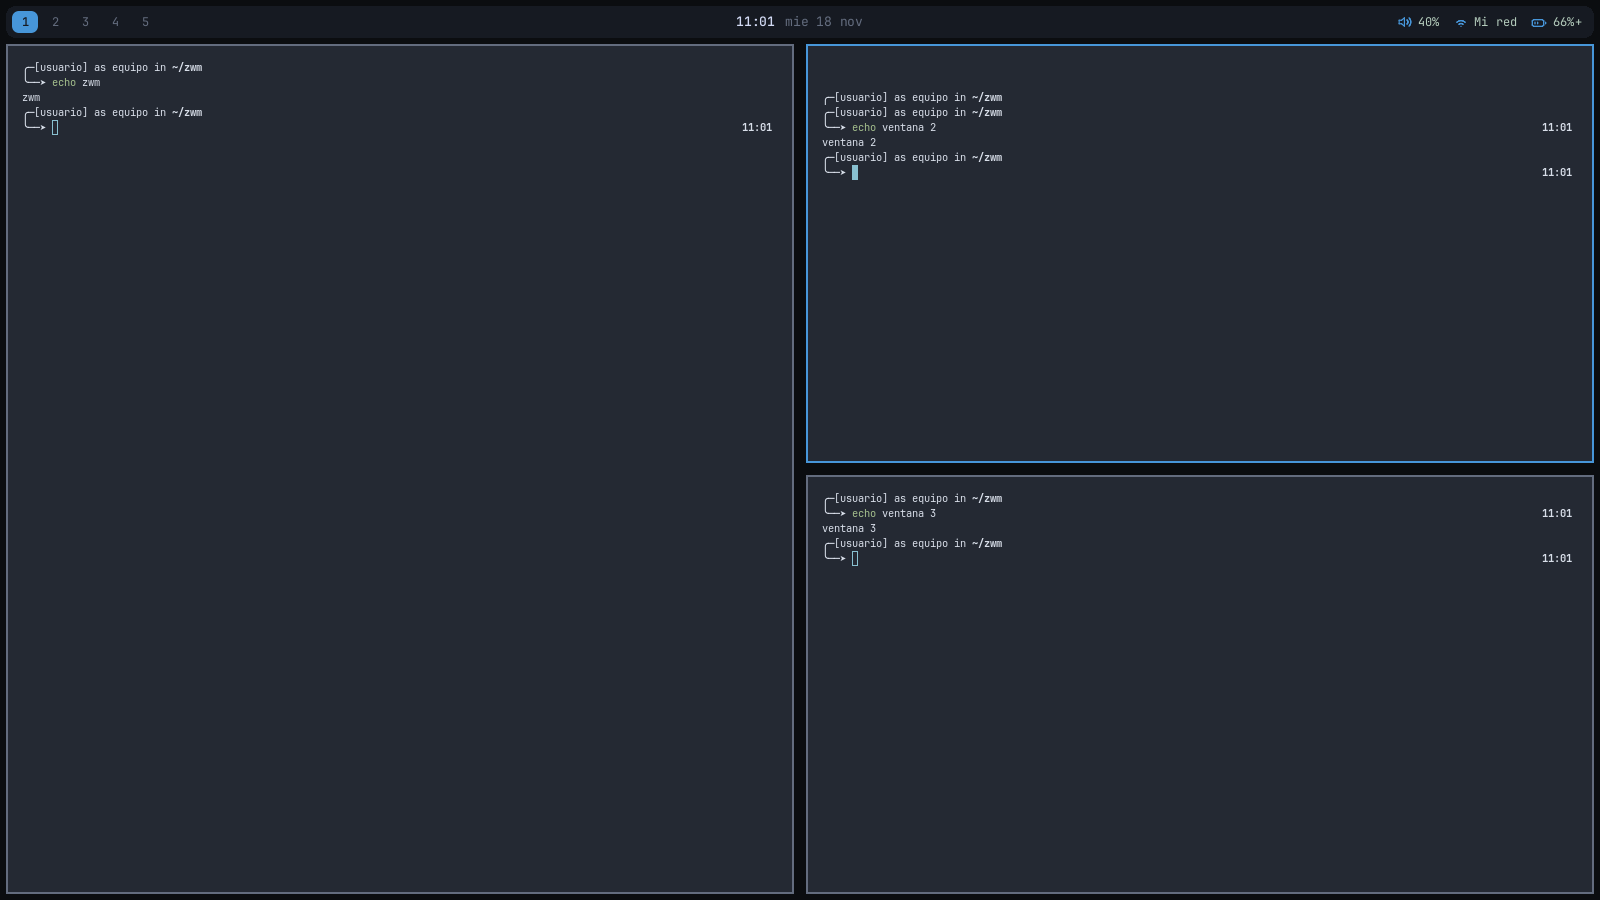 1 2 3 4 5
11:01 mie 18 nov
40% Mi red 66%+
╭─[usuario] as equipo in ~/zwm
╰──➤ echo zwm
zwm
╭─[usuario] as equipo in ~/zwm
╰──➤ 11:01
╭─[usuario] as equipo in ~/zwm
╭─[usuario] as equipo in ~/zwm
╰──➤ echo ventana 2 11:01
ventana 2
╭─[usuario] as equipo in ~/zwm
╰──➤ 11:01
╭─[usuario] as equipo in ~/zwm
╰──➤ echo ventana 3 11:01
ventana 3
╭─[usuario] as equipo in ~/zwm
╰──➤ 11:01